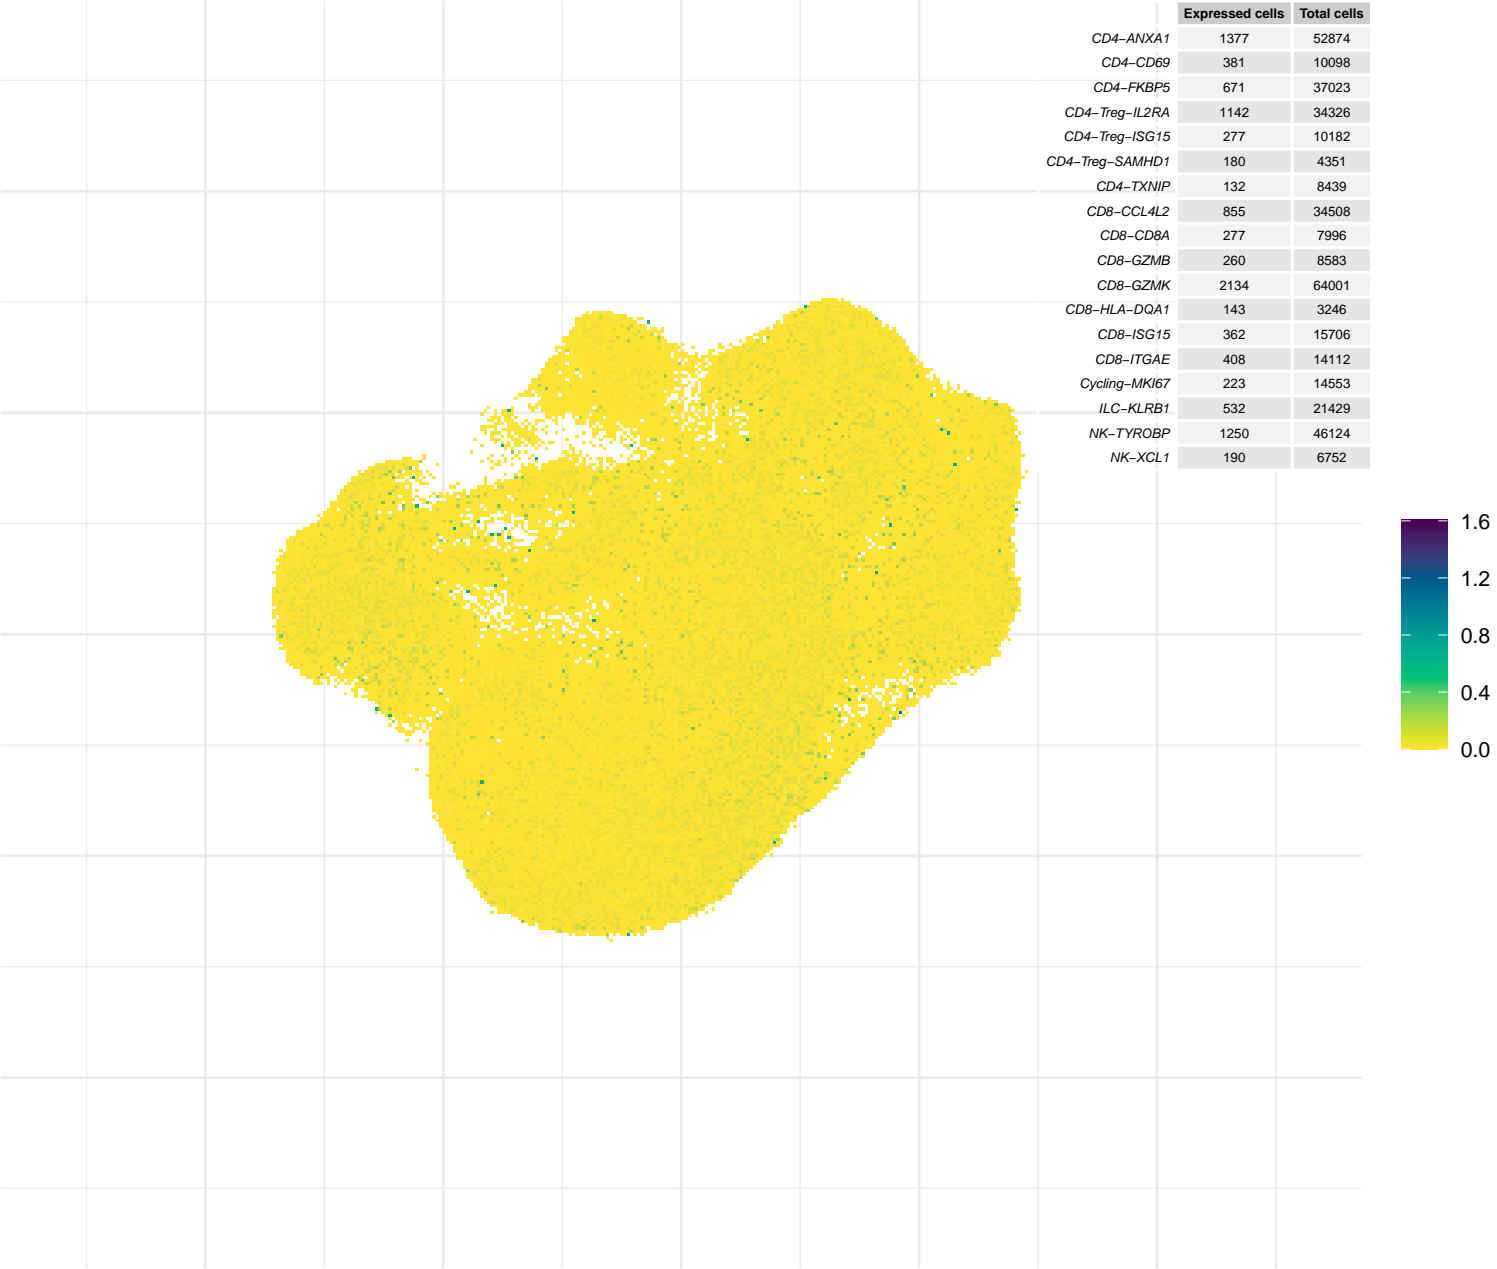 Expressed cells Total cells
CD4−ANXA1 1377 52874
CD4−CD69 381 10098
CD4−FKBP5 671 37023
CD4−Treg−IL2RA 1142 34326
CD4−Treg−ISG15 277 10182
CD4−Treg−SAMHD1 180 4351
CD4−TXNIP 132 8439
CD8−CCL4L2 855 34508
CD8−CD8A 277 7996
CD8−GZMB 260 8583
CD8−GZMK 2134 64001
CD8−HLA−DQA1 143 3246
CD8−ISG15 362 15706
CD8−ITGAE 408 14112
Cycling−MKI67 223 14553
ILC−KLRB1 532 21429
NK−TYROBP 1250 46124
NK−XCL1 190 6752
1.6
1.2
0.8
0.4
0.0